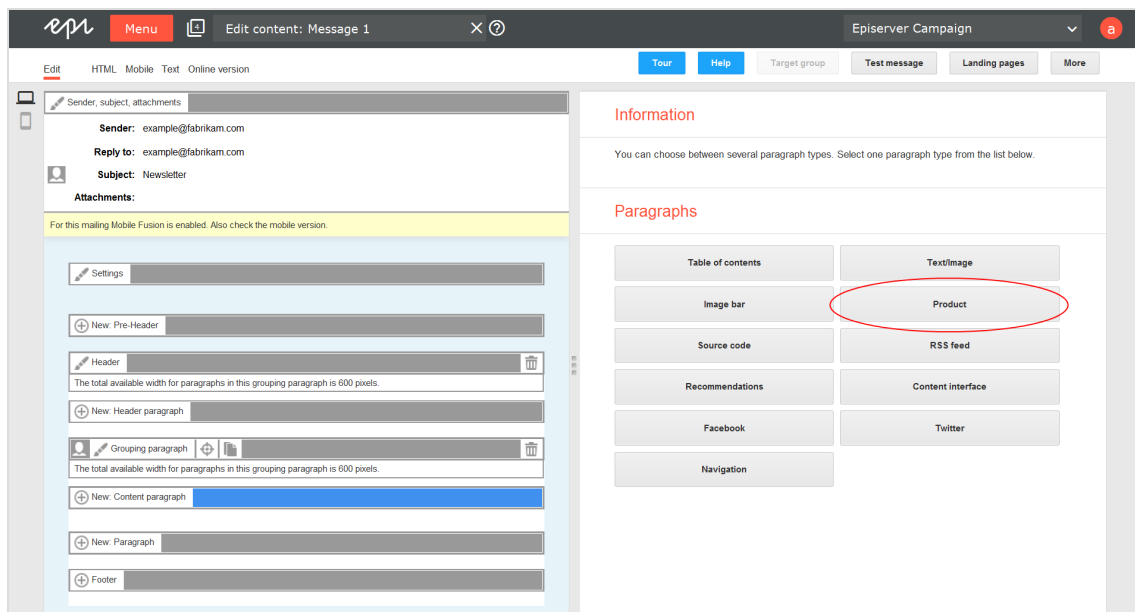 epi Menu 4 Edit content: Message 1 Episerver Campaign a
Edit HTML Mobile Text Online version Tour Help Target group Test message Landing pages More
Sender, subject, attachments
Sender: example@fabrikam.com
Reply to: example@fabrikam.com
Subject: Newsletter
Attachments:
For this mailing Mobile Fusion is enabled. Also check the mobile version.
Settings
New: Pre-Header
Header
The total available width for paragraphs in this grouping paragraph is 600 pixels.
New: Header paragraph
Grouping paragraph
The total available width for paragraphs in this grouping paragraph is 600 pixels.
New: Content paragraph
New: Paragraph
Footer
Information
You can choose between several paragraph types. Select one paragraph type from the list below.
Paragraphs
Table of contents Text/Image
Image bar Product
Source code RSS feed
Recommendations Content interface
Facebook Twitter
Navigation